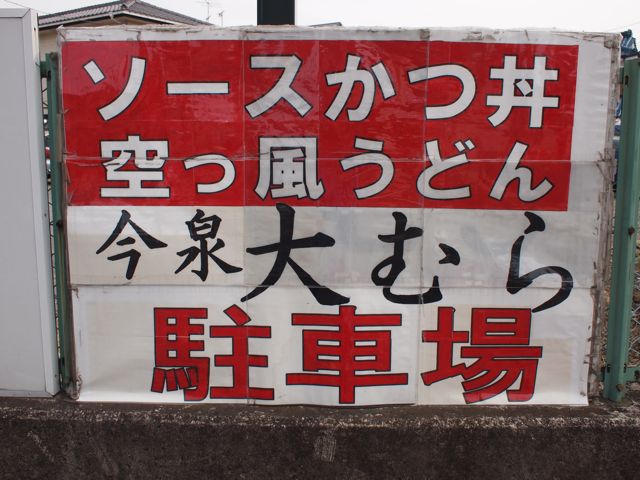 ソースかつ丼
空っ風うどん
今泉大むら
駐車場